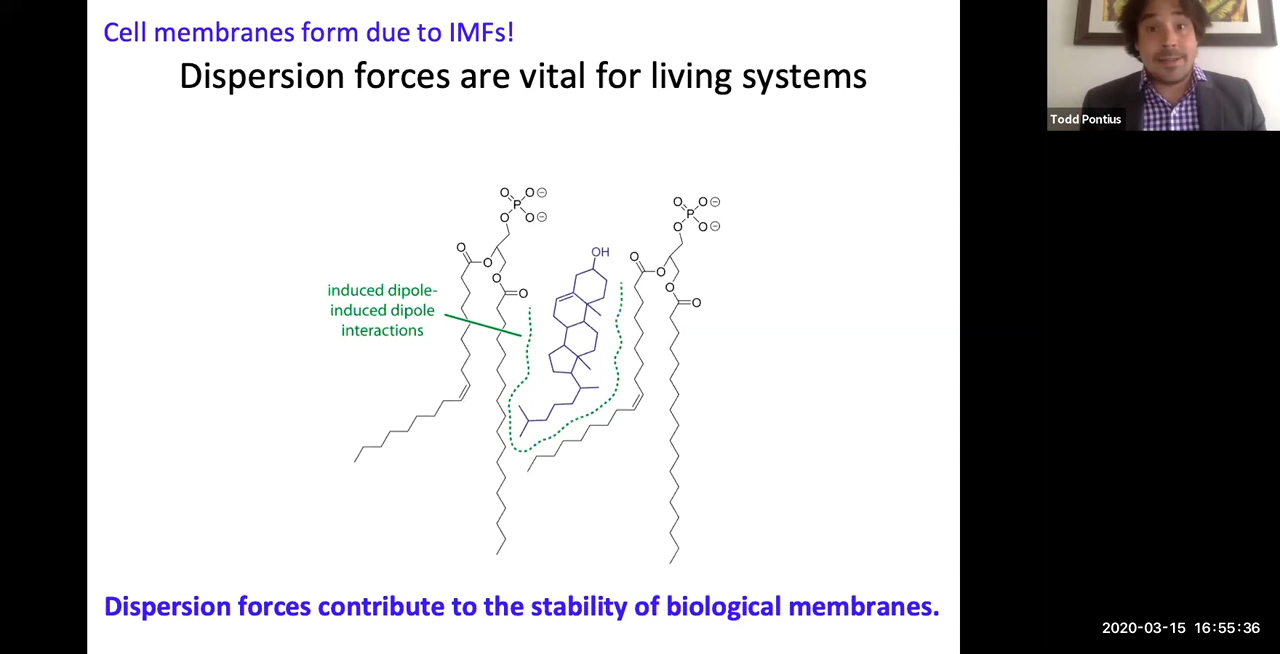 Cell membranes form due to IMFs!
Dispersion forces are vital for living systems
Todd Pontius
O O⊖
P
O O⊖
O
O
O
O
induced dipole-
induced dipole
interactions
OH
O O⊖
P
O O⊖
O
O
O
O
Dispersion forces contribute to the stability of biological membranes.
2020-03-15 16:55:36